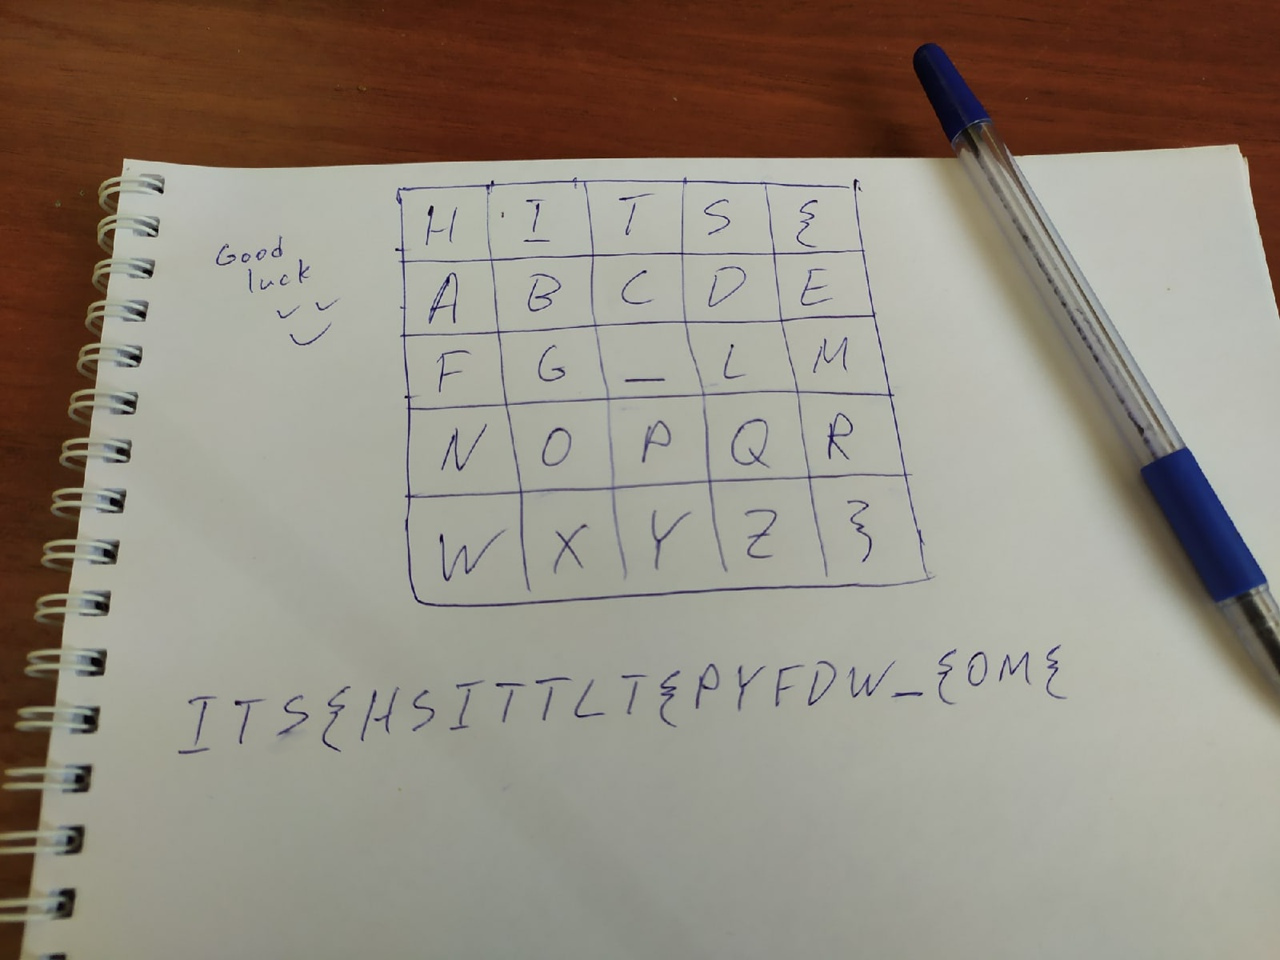 Good
luck
H I T S {
A B C D E
F G _ L M
N O P Q R
W X Y Z }
ITS{HSITTLT{PYFDW_{OM{